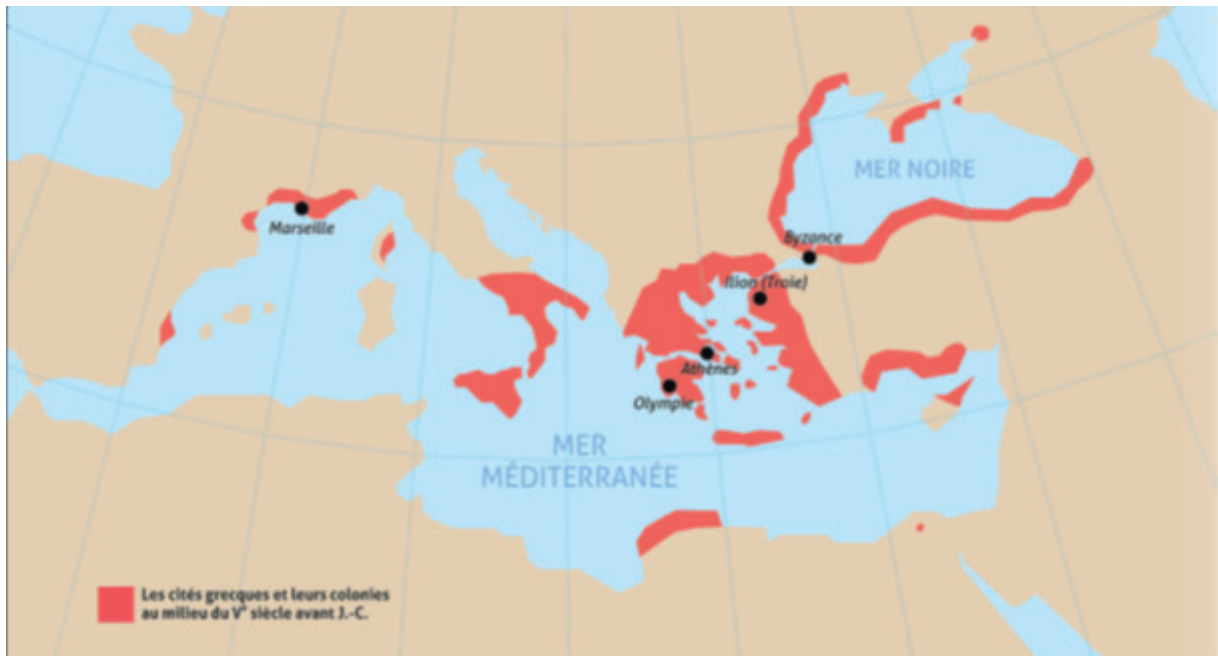 MER NOIRE
Marseille
Byzance
Ilion (Troie)
Athènes
Olympie
MER
MÉDITERRANÉE
Les cités grecques et leurs colonies
au milieu du Vᵉ siècle avant J.-C.